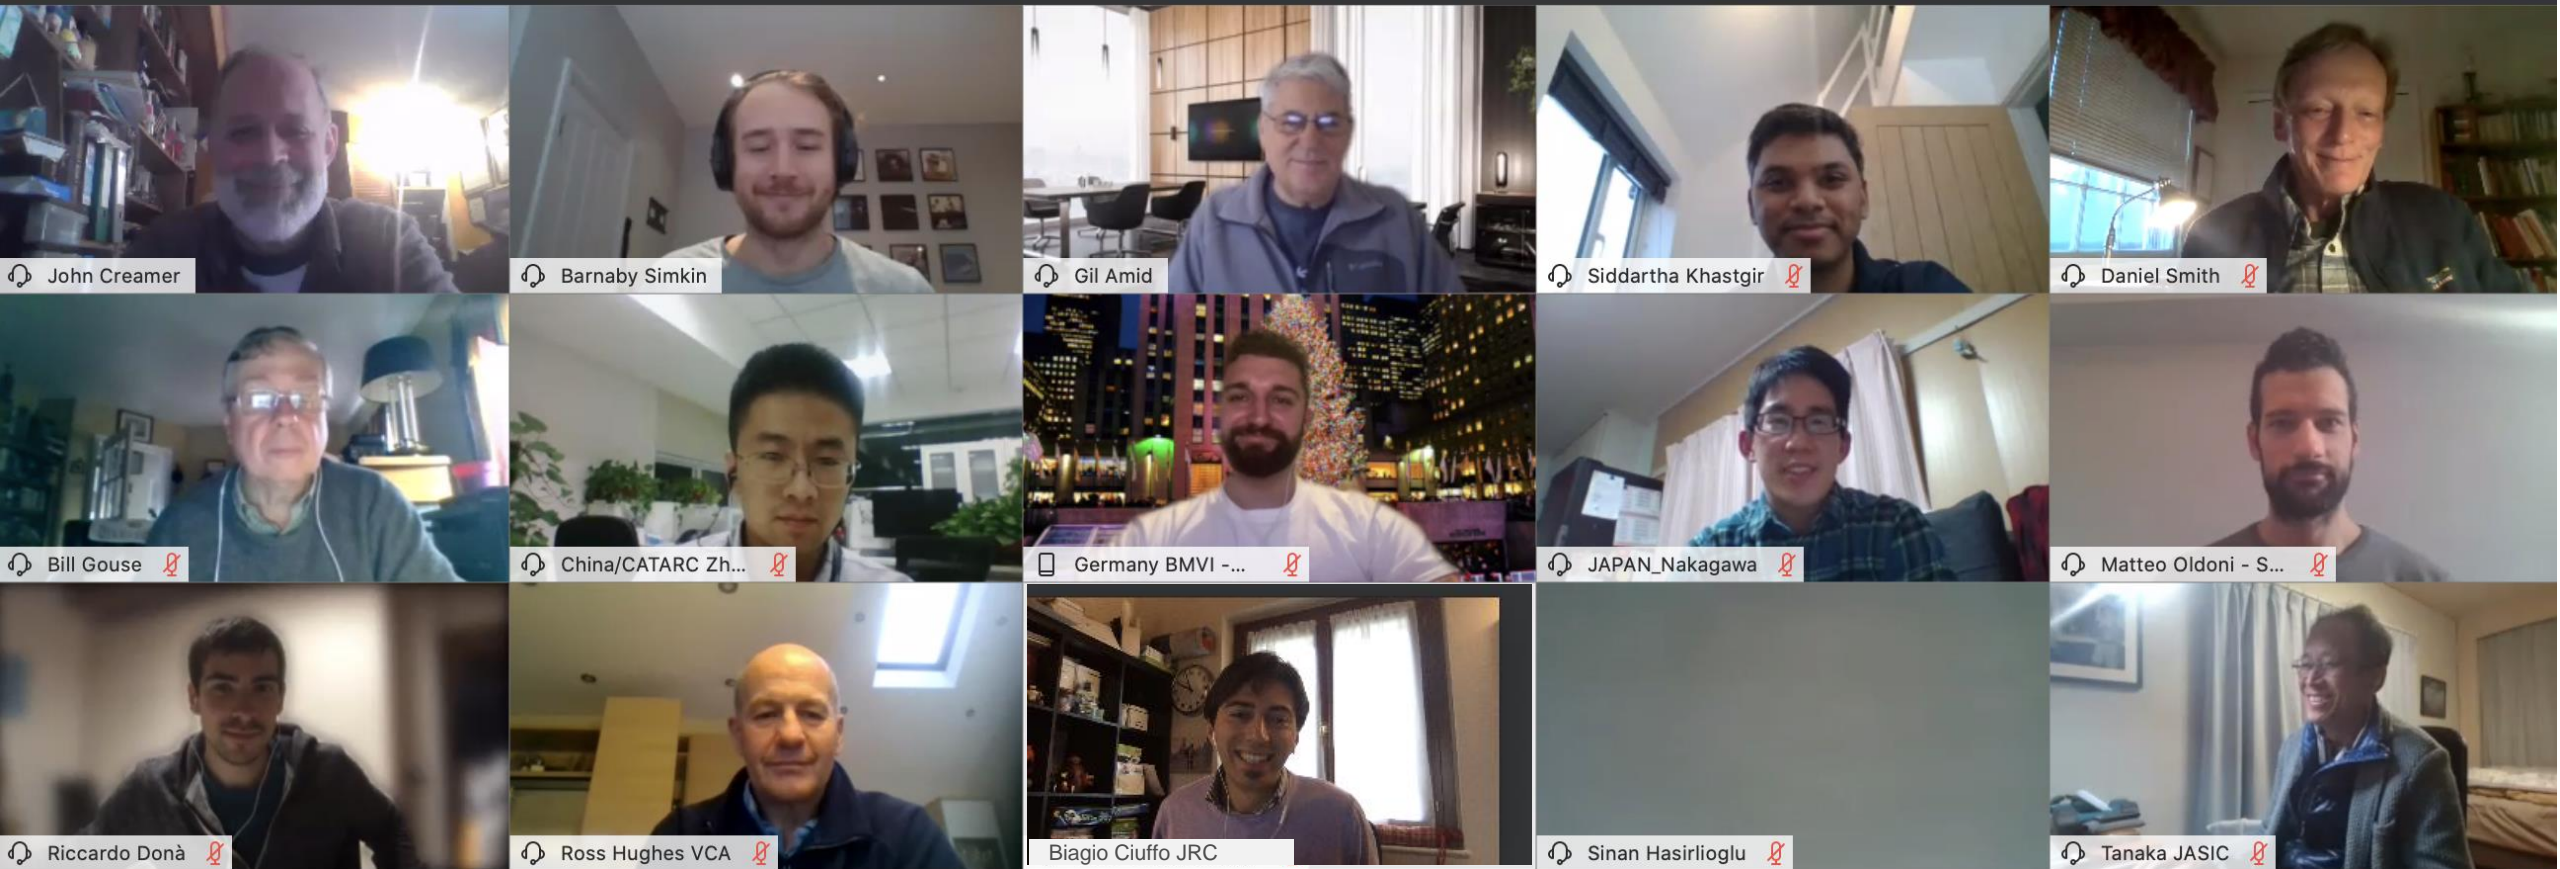 John Creamer
Barnaby Simkin
Gil Amid
Siddartha Khastgir
Daniel Smith
Bill Gouse
China/CATARC Zh...
Germany BMVI -...
JAPAN_Nakagawa
Matteo Oldoni - S...
Riccardo Donà
Ross Hughes VCA
Biagio Ciuffo JRC
Sinan Hasirlioglu
Tanaka JASIC